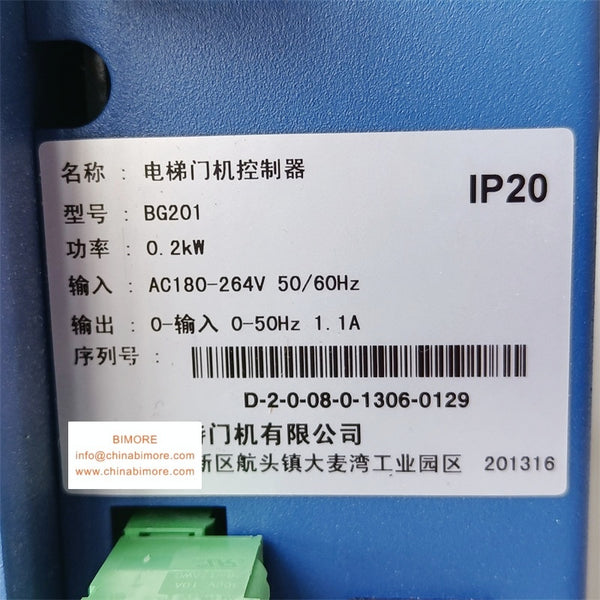 名称 : 电梯门机控制器
IP20
型号 : BG201
功率 : 0.2kW
输入 : AC180-264V 50/60Hz
输出 : 0-输入 0-50Hz 1.1A
序列号 :
D-2-0-08-0-1306-0129
门机有限公司
新区航头镇大麦湾工业园区 201316
BIMORE
info@chinabimore.com
www.chinabimore.com